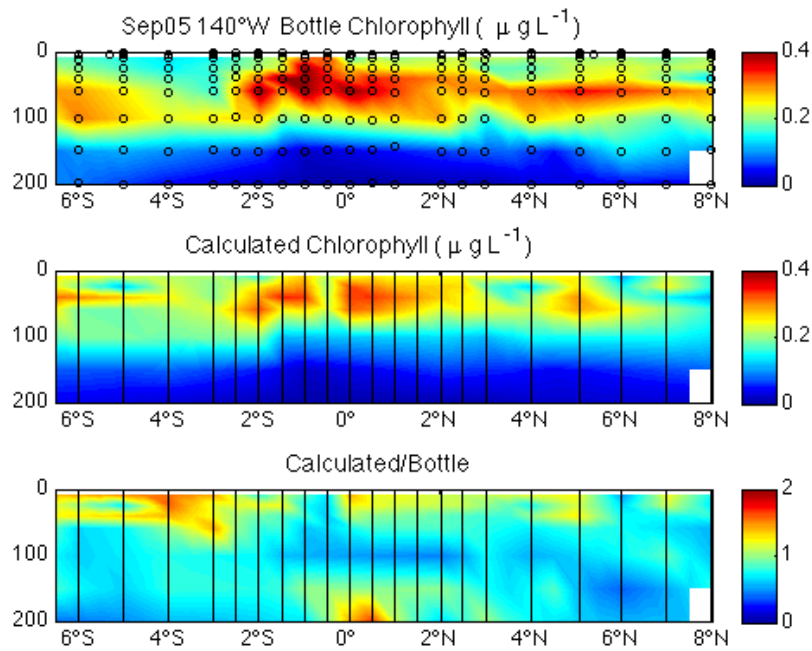 Sep05 140°W Bottle Chlorophyll ( μ g L⁻¹)
0
100
200
6°S
4°S
2°S
0°
2°N
4°N
6°N
8°N
0.4
0.2
0
Calculated Chlorophyll ( μ g L⁻¹)
0
100
200
6°S
4°S
2°S
0°
2°N
4°N
6°N
8°N
0.4
0.2
0
Calculated/Bottle
0
100
200
6°S
4°S
2°S
0°
2°N
4°N
6°N
8°N
2
1
0